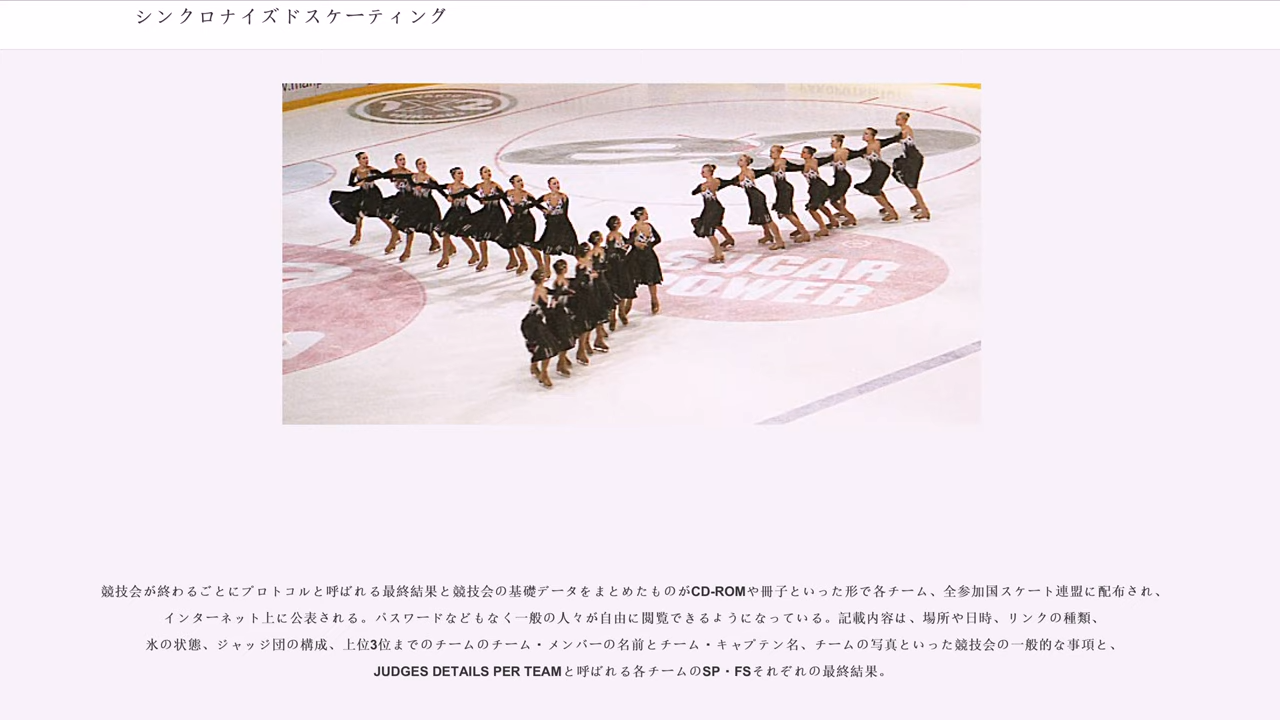 シンクロナイズドスケーティング
SUGAR
POWER
競技会が終わるごとにプロトコルと呼ばれる最終結果と競技会の基礎データをまとめたものがCD-ROMや冊子といった形で各チーム、全参加国スケート連盟に配布され、
インターネット上に公表される。パスワードなどもなく一般の人々が自由に閲覧できるようになっている。記載内容は、場所や日時、リンクの種類、
氷の状態、ジャッジ団の構成、上位3位までのチームのチーム・メンバーの名前とチーム・キャプテン名、チームの写真といった競技会の一般的な事項と、
JUDGES DETAILS PER TEAMと呼ばれる各チームのSP・FSそれぞれの最終結果。